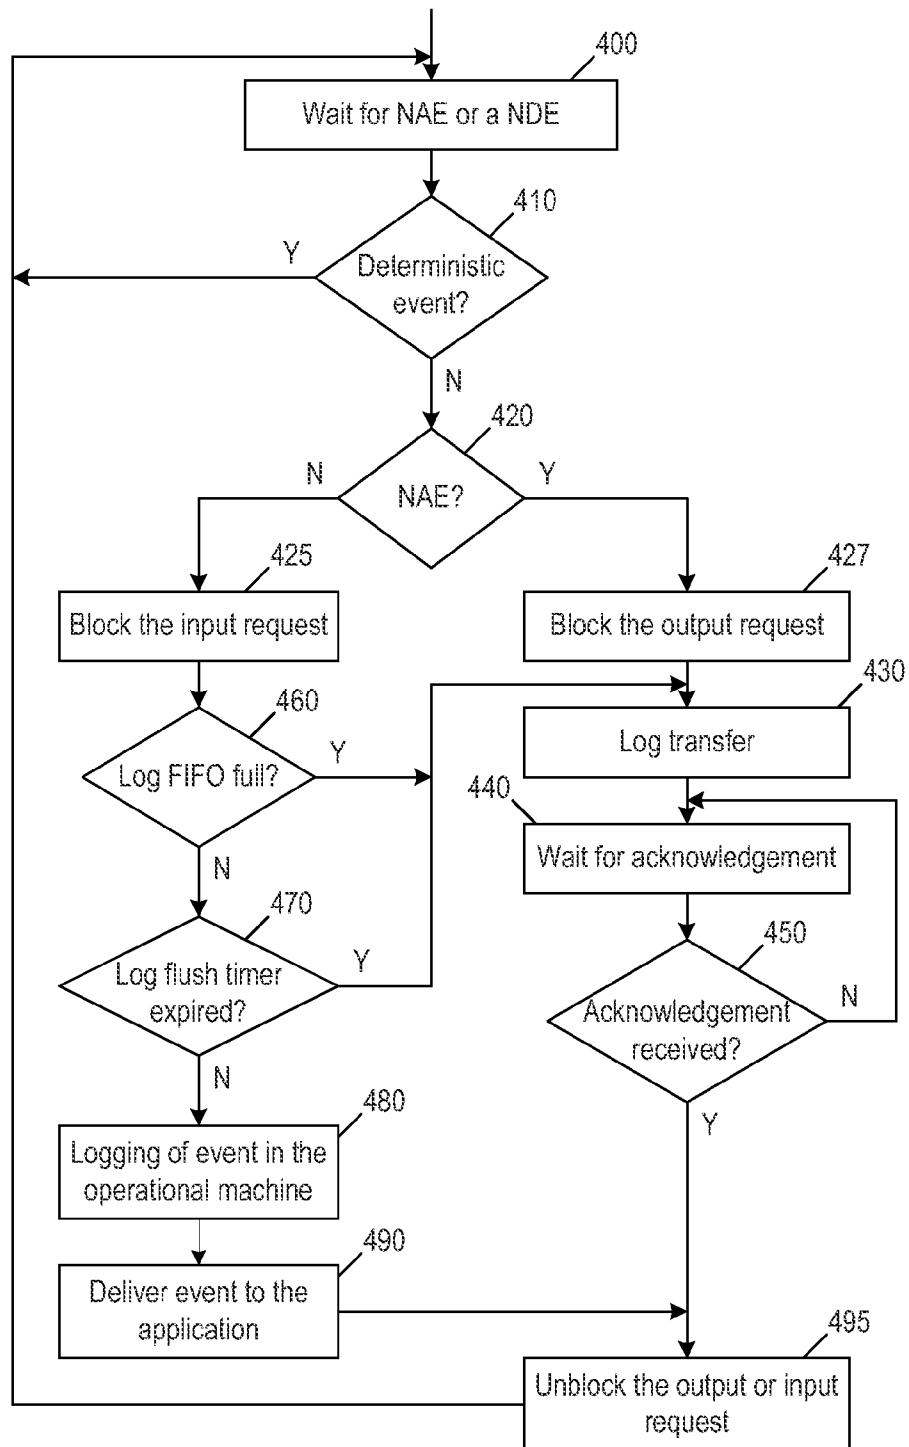 400
Wait for NAE or a NDE
410
Y
Deterministic
event?
N
420
N
NAE?
Y
425
Block the input request
427
Block the output request
460
Log FIFO full?
Y
N
430
Log transfer
440
Wait for acknowledgement
470
Log flush timer
expired?
Y
N
450
Acknowledgement
received?
N
Y
480
Logging of event in the
operational machine
490
Deliver event to the
application
495
Unblock the output or input
request